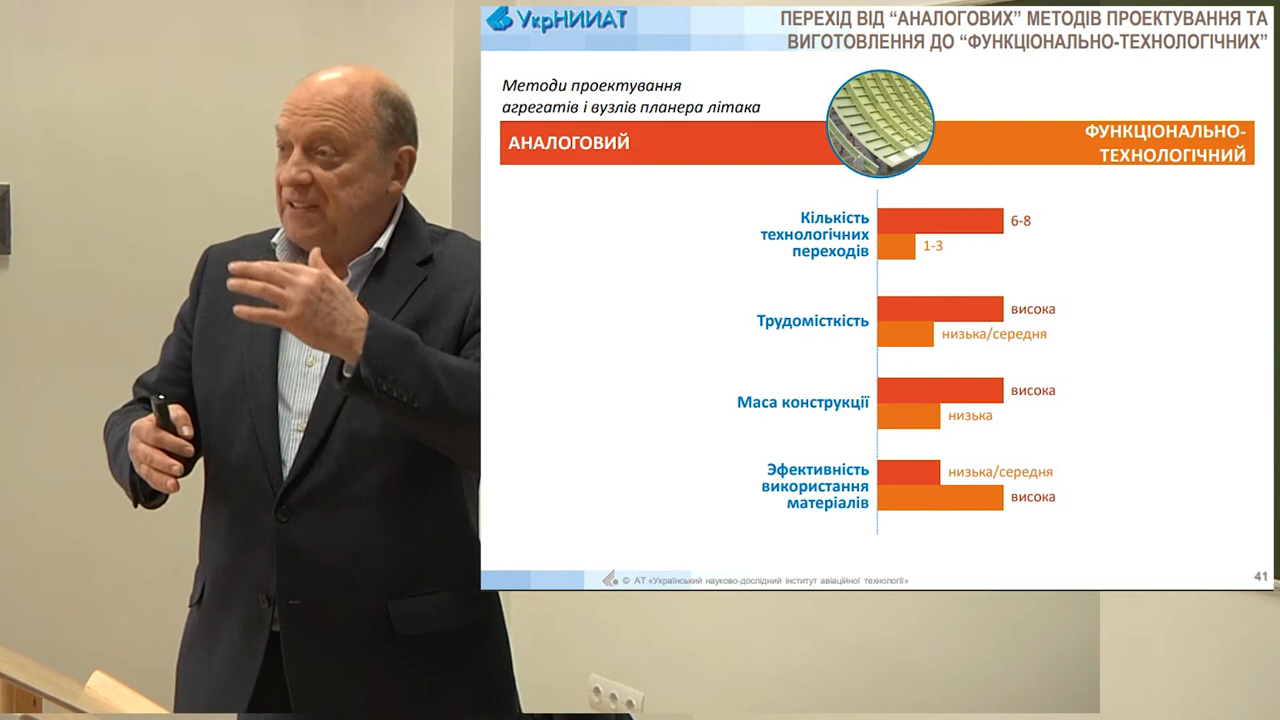 УкрНИИАТ
ПЕРЕХІД ВІД “АНАЛОГОВИХ” МЕТОДІВ ПРОЕКТУВАННЯ ТА
ВИГОТОВЛЕННЯ ДО “ФУНКЦІОНАЛЬНО-ТЕХНОЛОГІЧНИХ”
Методи проектування
агрегатів і вузлів планера літака
АНАЛОГОВИЙ
ФУНКЦІОНАЛЬНО-
ТЕХНОЛОГІЧНИЙ
Кількість
технологічних
переходів
6-8
1-3
Трудомісткість
висока
низька/середня
Маса конструкції
висока
низька
Эфективність
використання
матеріалів
низька/середня
висока
© АТ «Український науково-дослідний інститут авіаційної технології»
41